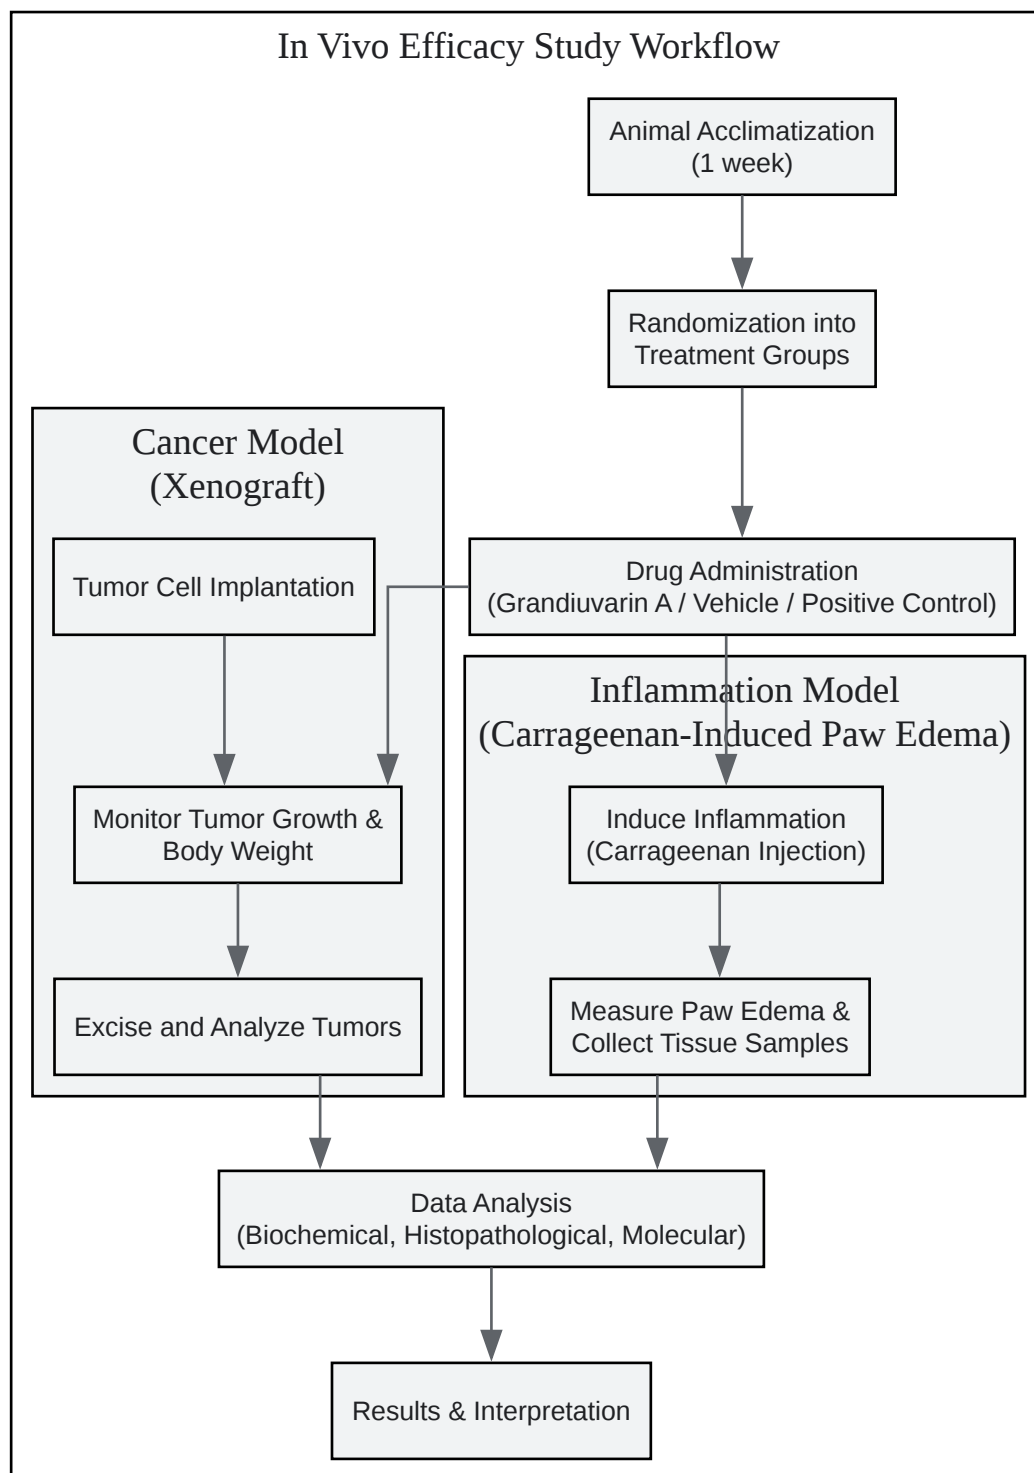 In Vivo Efficacy Study Workflow
Animal Acclimatization
(1 week)
Randomization into
Treatment Groups
Cancer Model
(Xenograft)
Tumor Cell Implantation
Drug Administration
(Grandiuvarin A / Vehicle / Positive Control)
Inflammation Model
(Carrageenan-Induced Paw Edema)
Monitor Tumor Growth &
Body Weight
Induce Inflammation
(Carrageenan Injection)
Excise and Analyze Tumors
Measure Paw Edema &
Collect Tissue Samples
Data Analysis
(Biochemical, Histopathological, Molecular)
Results & Interpretation